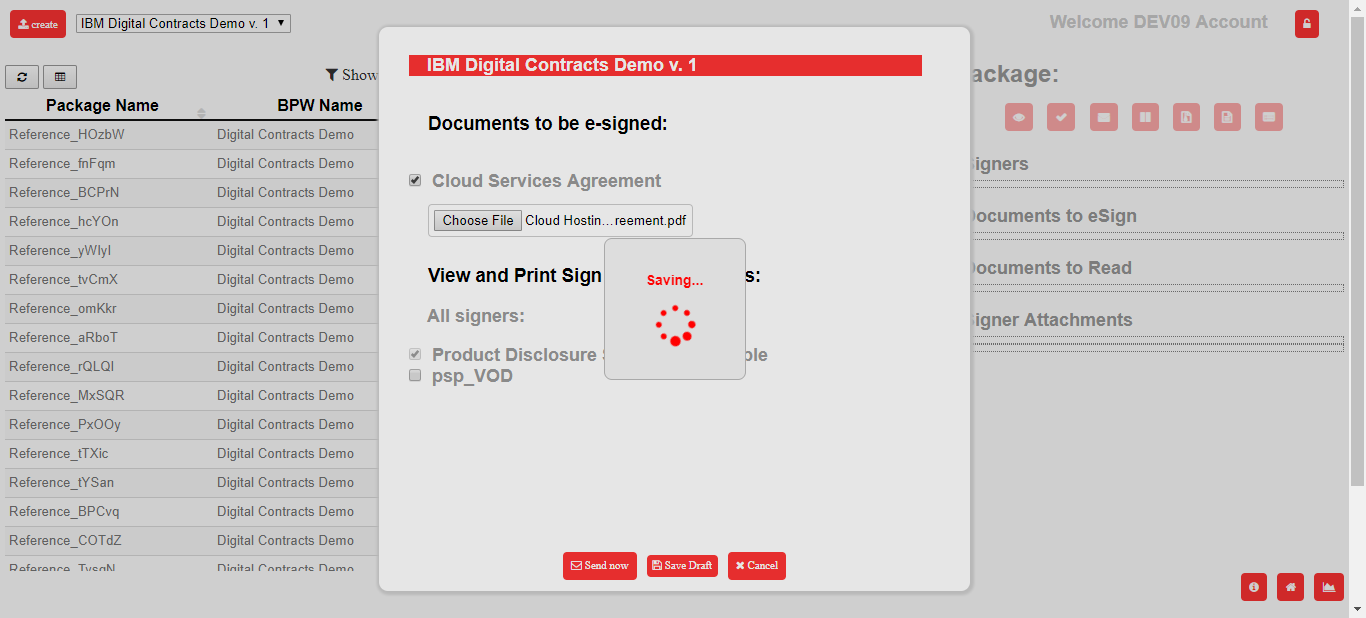 create
IBM Digital Contracts Demo v. 1
Welcome DEV09 Account
Show
Package Name BPW Name
Reference_HOzbW Digital Contracts Demo
Reference_fnFqm Digital Contracts Demo
Reference_BCPrN Digital Contracts Demo
Reference_hcYOn Digital Contracts Demo
Reference_yWIyI Digital Contracts Demo
Reference_tvCmX Digital Contracts Demo
Reference_omKkr Digital Contracts Demo
Reference_aRboT Digital Contracts Demo
Reference_rQLQI Digital Contracts Demo
Reference_MxSQR Digital Contracts Demo
Reference_PxOOy Digital Contracts Demo
Reference_tTXic Digital Contracts Demo
Reference_tYSan Digital Contracts Demo
Reference_BPCvq Digital Contracts Demo
Reference_COTdZ Digital Contracts Demo
Digital Contracts Demo
IBM Digital Contracts Demo v. 1
Documents to be e-signed:
Cloud Services Agreement
Choose File Cloud Hostin...reement.pdf
View and Print Sign s:
All signers:
Product Disclosure ble
psp_VOD
Saving...
Send now
Save Draft
Cancel
ackage:
igners
ocuments to eSign
ocuments to Read
igner Attachments